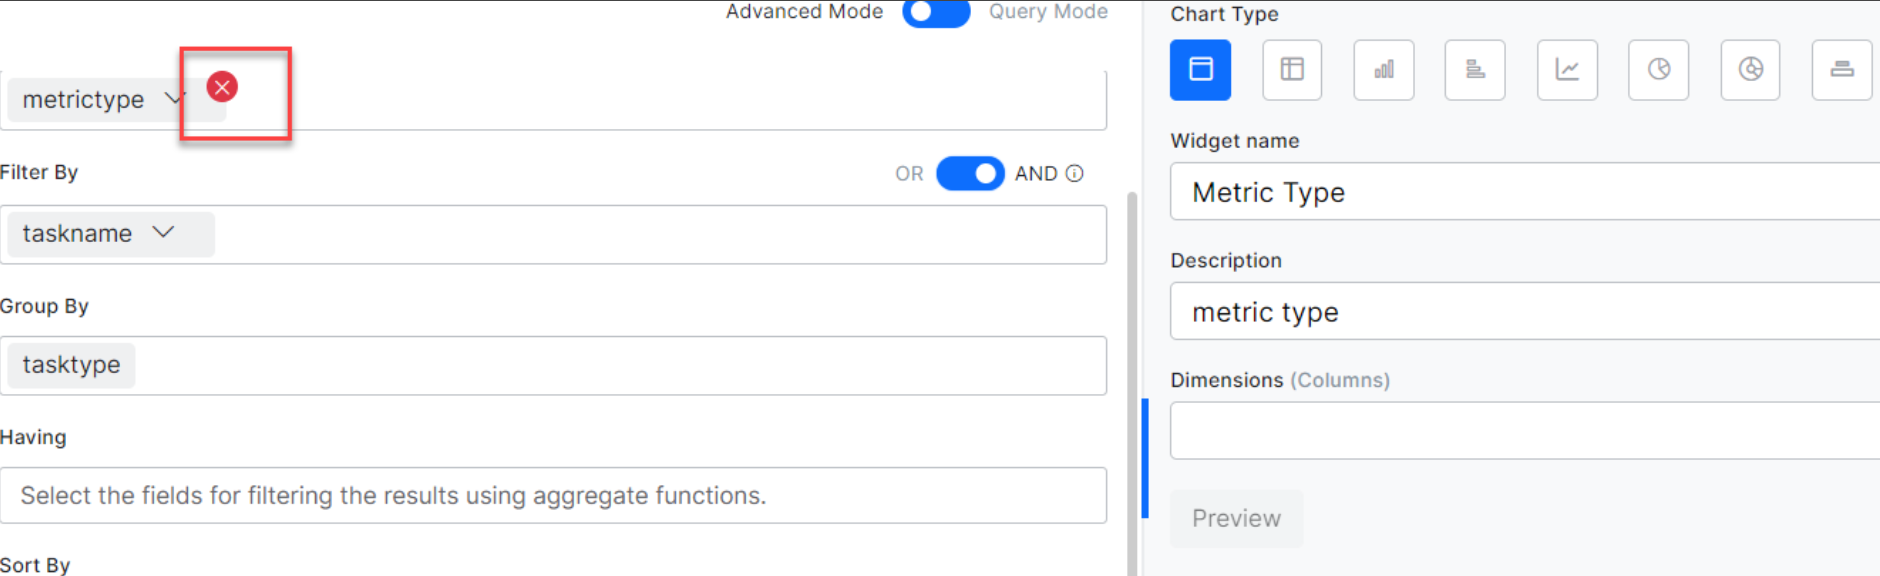 Advanced Mode Query Mode
metrictype
Filter By
OR AND
taskname
Group By
tasktype
Having
Select the fields for filtering the results using aggregate functions.
Sort By
Chart Type
Widget name
Metric Type
Description
metric type
Dimensions (Columns)
Preview